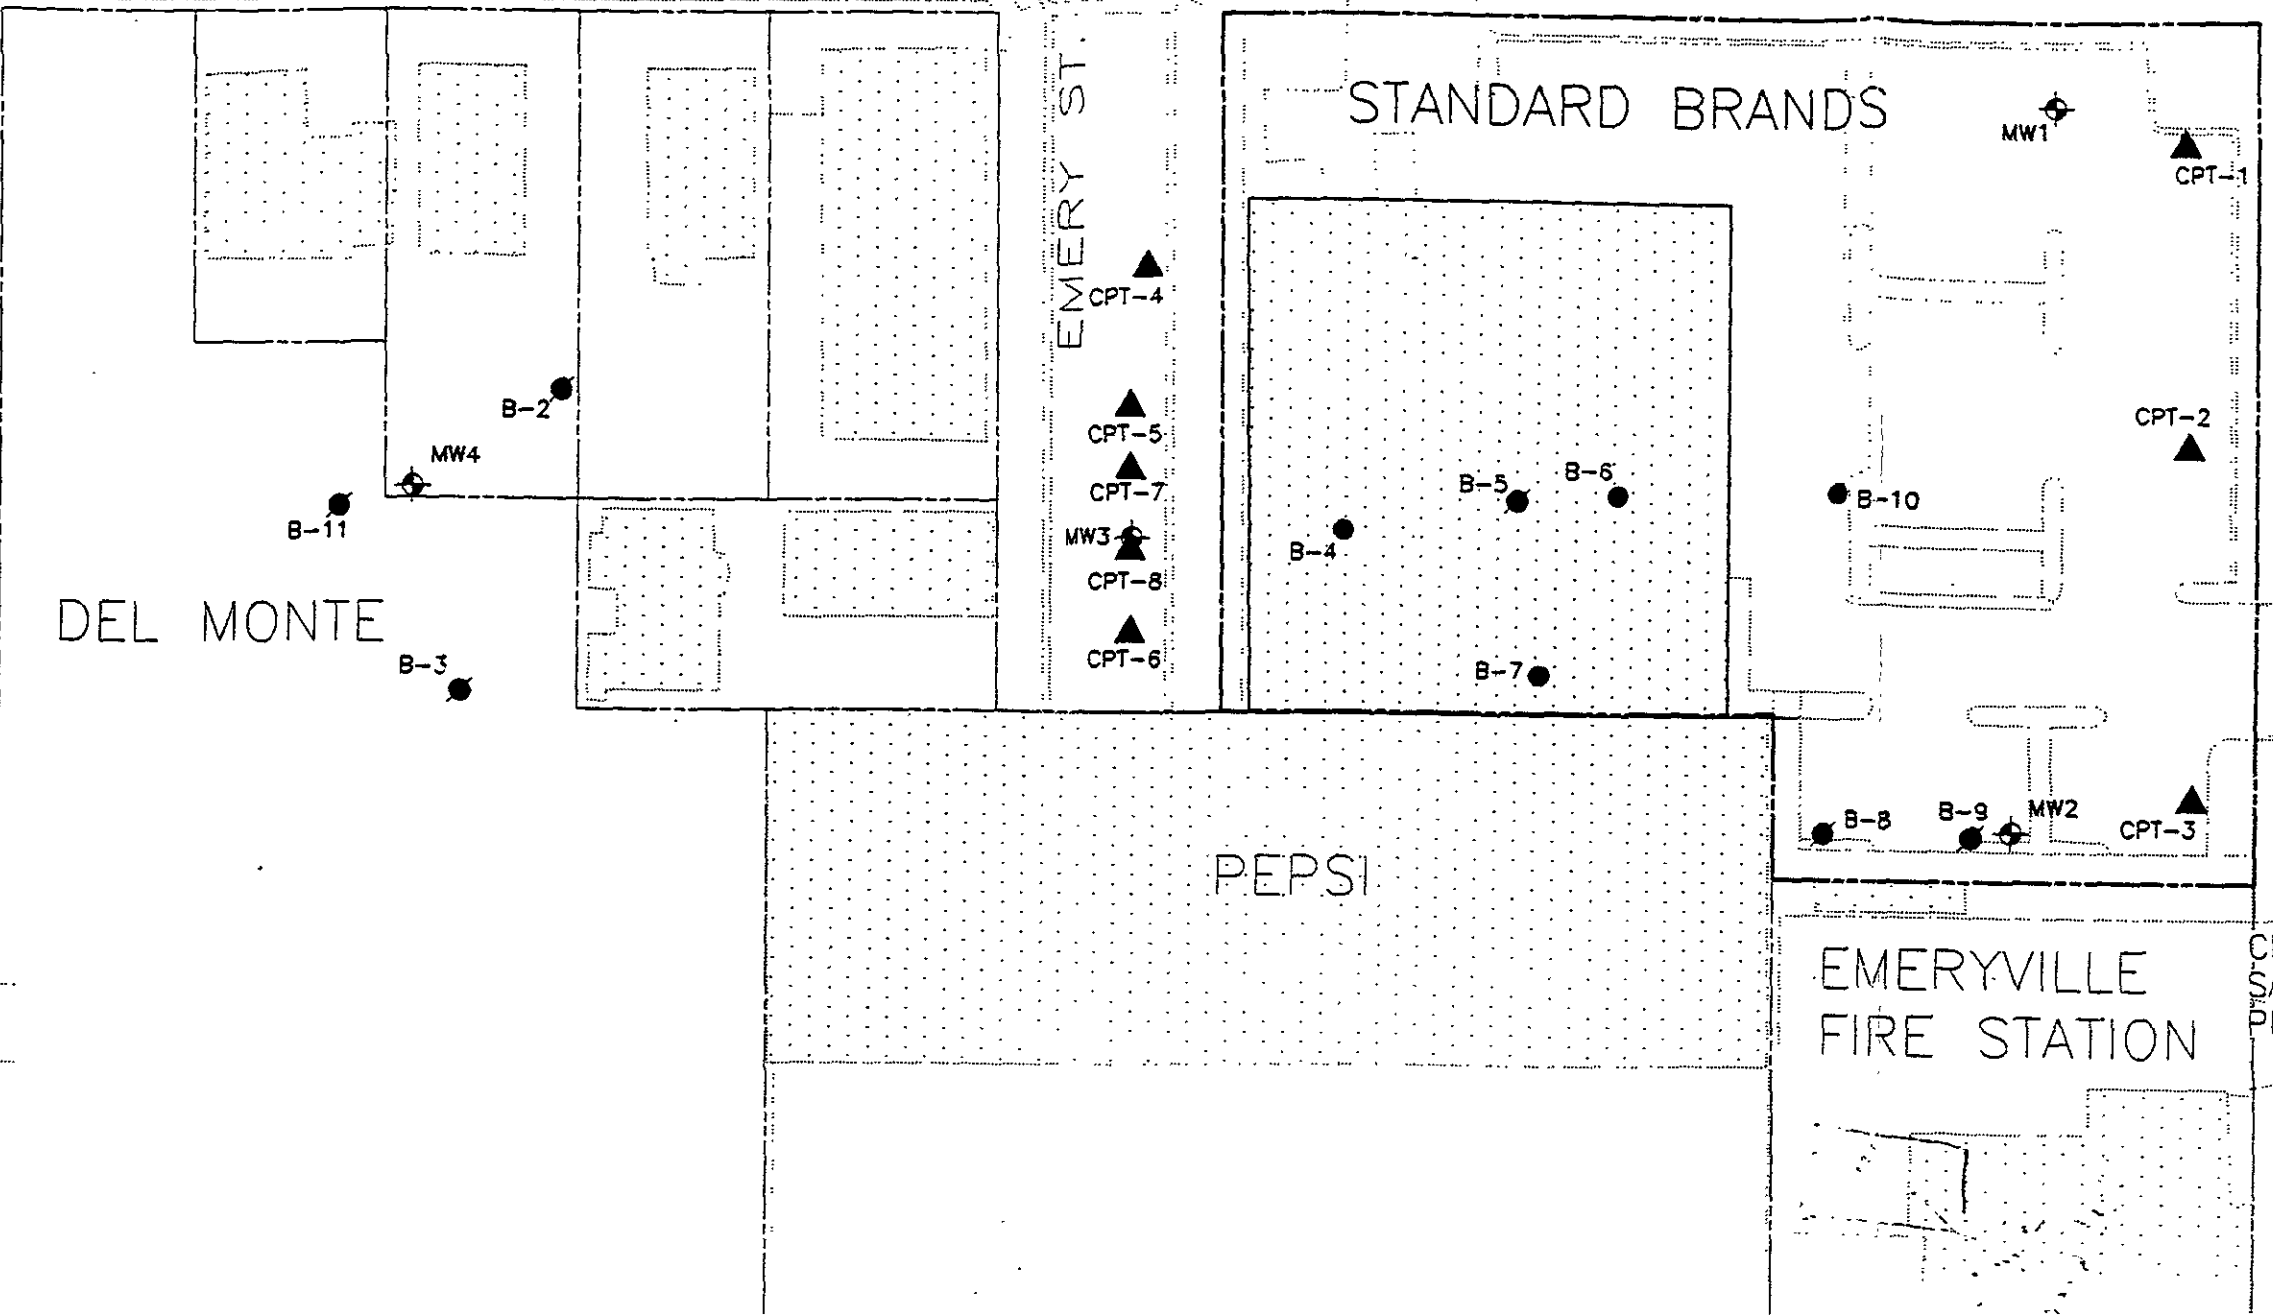 EMERY ST.
STANDARD BRANDS
MW1
CPT-1
CPT-4
B-2
CPT-5
CPT-2
MW4
B-6
B-5
CPT-7
B-10
B-11
MW3
B-4
CPT-8
DEL MONTE
CPT-6
B-3
B-7
B-8
B-9
MW2
CPT-3
PEPSI
EMERYVILLE
FIRE STATION